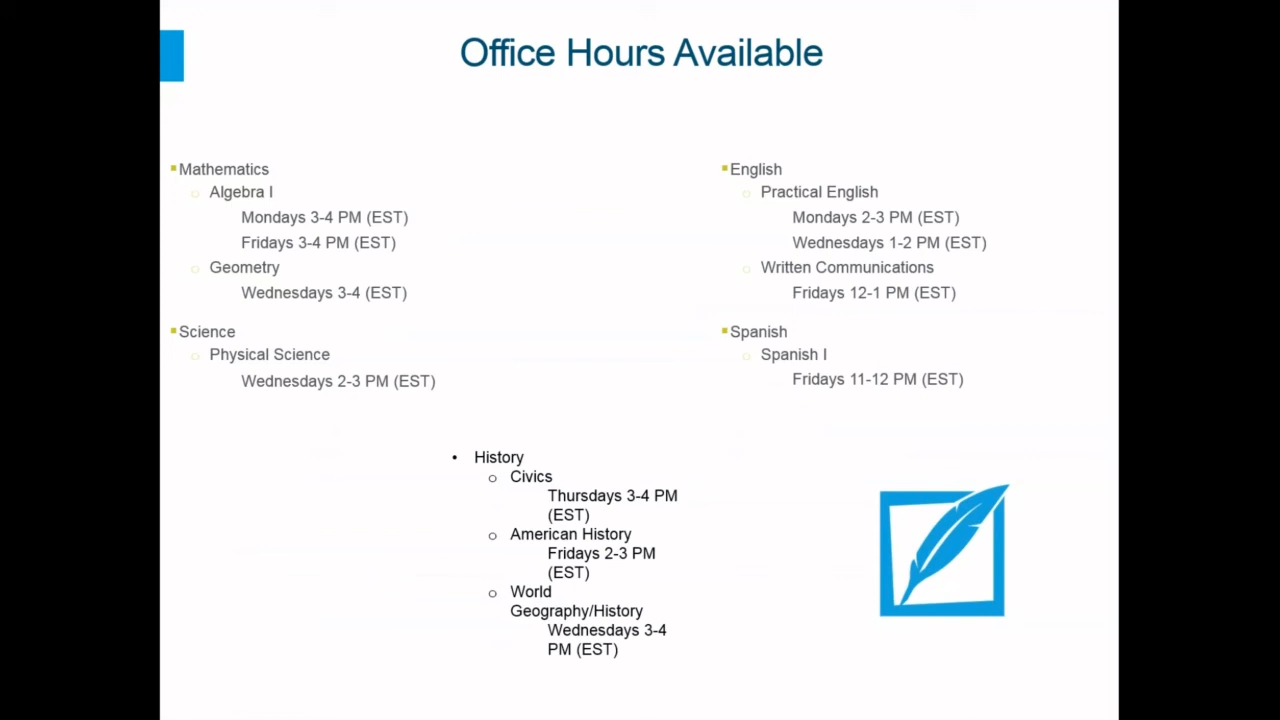 Office Hours Available
Mathematics
Algebra I
Mondays 3-4 PM (EST)
Fridays 3-4 PM (EST)
Geometry
Wednesdays 3-4 (EST)
Science
Physical Science
Wednesdays 2-3 PM (EST)
English
Practical English
Mondays 2-3 PM (EST)
Wednesdays 1-2 PM (EST)
Written Communications
Fridays 12-1 PM (EST)
Spanish
Spanish I
Fridays 11-12 PM (EST)
History
Civics
Thursdays 3-4 PM
(EST)
American History
Fridays 2-3 PM
(EST)
World
Geography/History
Wednesdays 3-4
PM (EST)